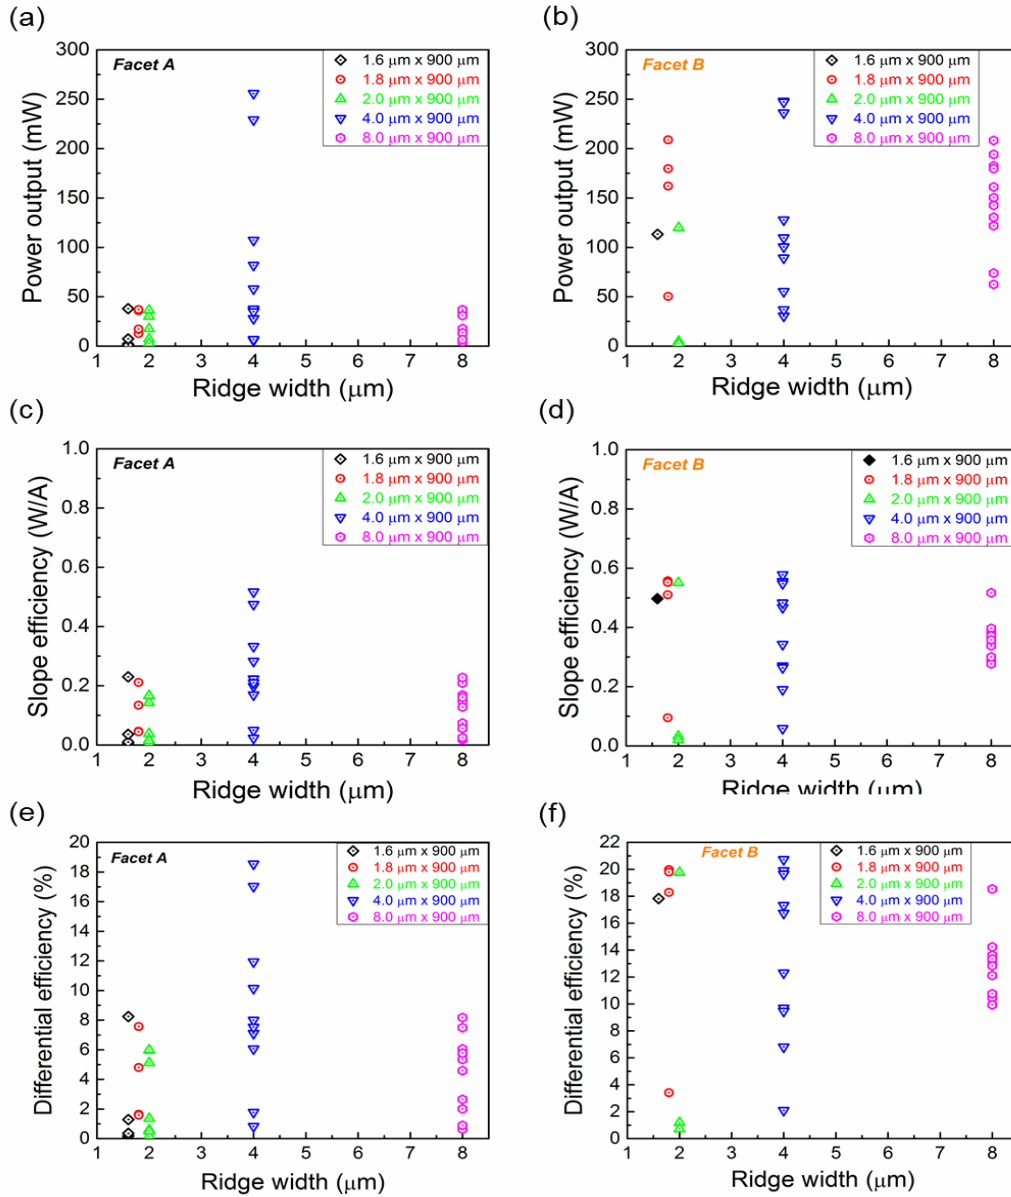 (a)
(b)
Facet A
1.6 μm x 900 μm
1.8 μm x 900 μm
2.0 μm x 900 μm
4.0 μm x 900 μm
8.0 μm x 900 μm
300
250
200
150
100
50
0
Power output (mW)
1 2 3 4 5 6 7 8
Ridge width (μm)
Facet B
1.6 μm x 900 μm
1.8 μm x 900 μm
2.0 μm x 900 μm
4.0 μm x 900 μm
8.0 μm x 900 μm
300
250
200
150
100
50
0
Power output (mW)
1 2 3 4 5 6 7 8
Ridge width (μm)
(c)
(d)
Facet A
1.6 μm x 900 μm
1.8 μm x 900 μm
2.0 μm x 900 μm
4.0 μm x 900 μm
8.0 μm x 900 μm
1.0
0.8
0.6
0.4
0.2
0.0
Slope efficiency (W/A)
1 2 3 4 5 6 7 8
Ridge width (μm)
Facet B
1.6 μm x 900 μm
1.8 μm x 900 μm
2.0 μm x 900 μm
4.0 μm x 900 μm
8.0 μm x 900 μm
1.0
0.8
0.6
0.4
0.2
0.0
Slope efficiency (W/A)
1 2 3 4 5 6 7 8
Ridge width (μm)
(e)
(f)
Facet A
1.6 μm x 900 μm
1.8 μm x 900 μm
2.0 μm x 900 μm
4.0 μm x 900 μm
8.0 μm x 900 μm
20
18
16
14
12
10
8
6
4
2
0
Differential efficiency (%)
1 2 3 4 5 6 7 8
Ridge width (μm)
Facet B
1.6 μm x 900 μm
1.8 μm x 900 μm
2.0 μm x 900 μm
4.0 μm x 900 μm
8.0 μm x 900 μm
22
20
18
16
14
12
10
8
6
4
2
0
Differential efficiency (%)
1 2 3 4 5 6 7 8
Ridge width (μm)